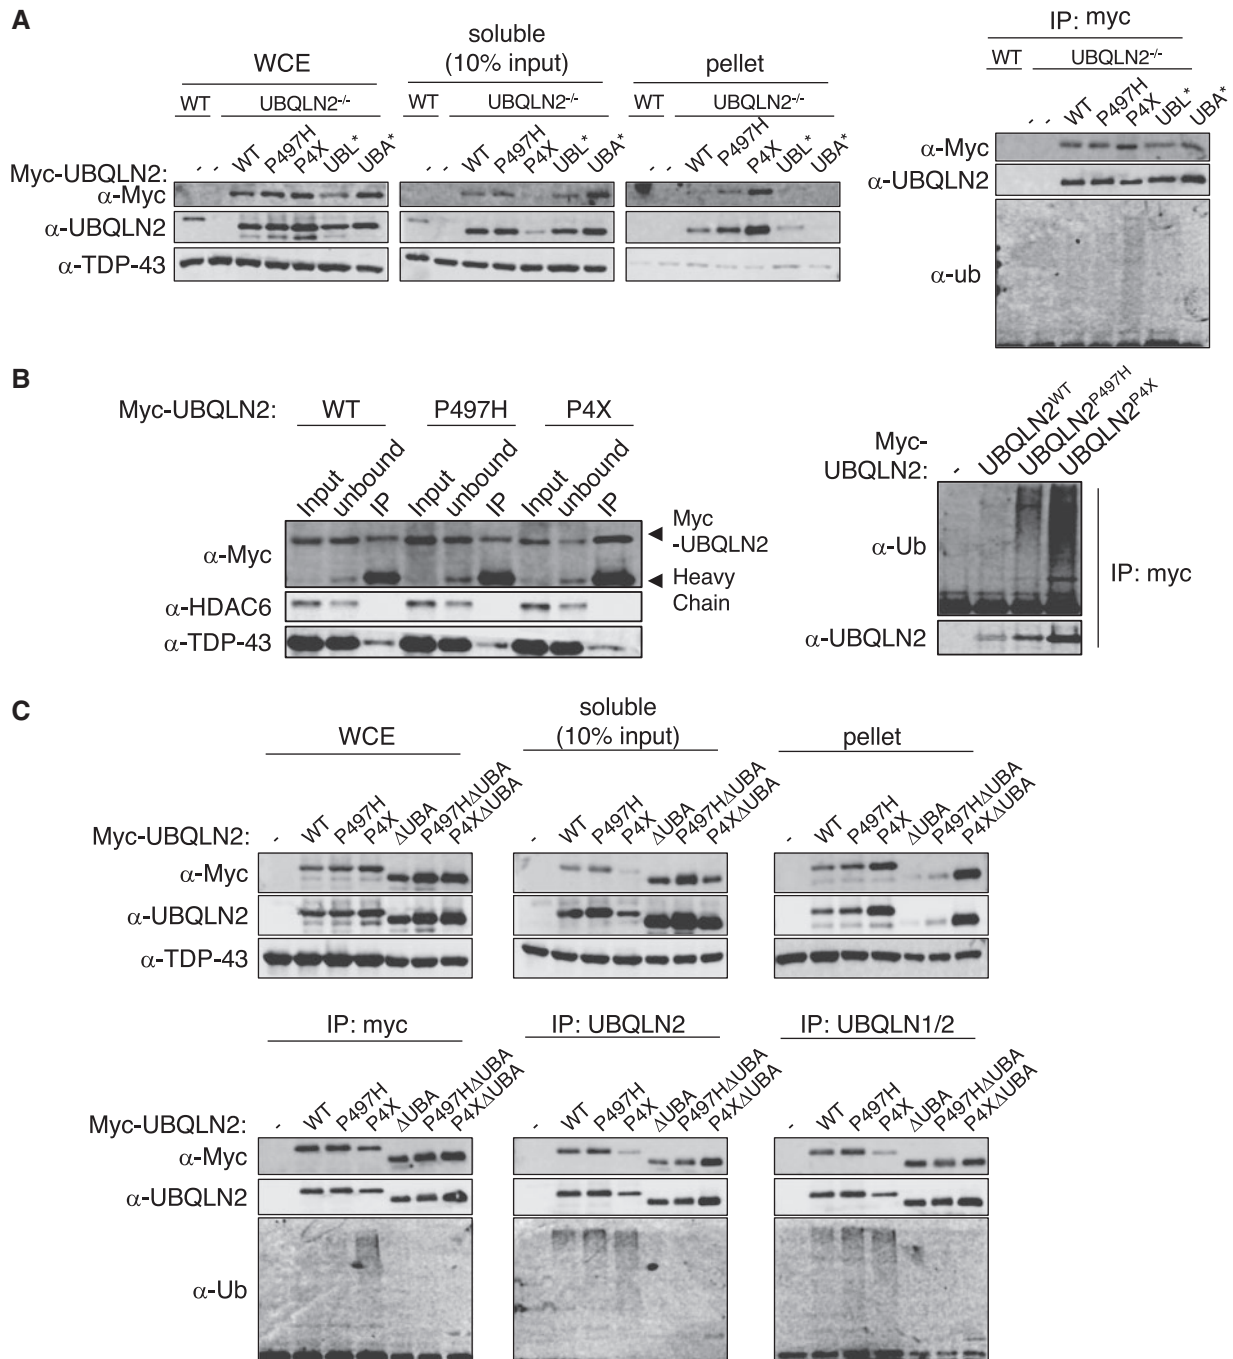 A
WCE
soluble
(10% input)
pellet
IP: myc
WT UBQLN2-/-
WT UBQLN2-/-
WT UBQLN2-/-
WT UBQLN2-/-
Myc-UBQLN2: - - WT P497H P4X UBL* UBA*
- - WT P497H P4X UBL* UBA*
- - WT P497H P4X UBL* UBA*
- - WT P497H P4X UBL* UBA*
α-Myc
α-UBQLN2
α-TDP-43
α-Myc
α-UBQLN2
α-ub
B
Myc-UBQLN2: WT P497H P4X
Input unbound IP Input unbound IP Input unbound IP
α-Myc
Myc
-UBQLN2
Heavy
Chain
α-HDAC6
α-TDP-43
Myc-
UBQLN2: - UBQLN2WT UBQLN2P497H UBQLN2P4X
α-Ub
α-UBQLN2
IP: myc
C
WCE
soluble
(10% input)
pellet
Myc-UBQLN2: - WT P497H P4X ΔUBA P497HΔUBA P4XΔUBA
- WT P497H P4X ΔUBA P497HΔUBA P4XΔUBA
- WT P497H P4X ΔUBA P497HΔUBA P4XΔUBA
α-Myc
α-UBQLN2
α-TDP-43
IP: myc
IP: UBQLN2
IP: UBQLN1/2
Myc-UBQLN2: - WT P497H P4X ΔUBA P497HΔUBA P4XΔUBA
- WT P497H P4X ΔUBA P497HΔUBA P4XΔUBA
- WT P497H P4X ΔUBA P497HΔUBA P4XΔUBA
α-Myc
α-UBQLN2
α-Ub